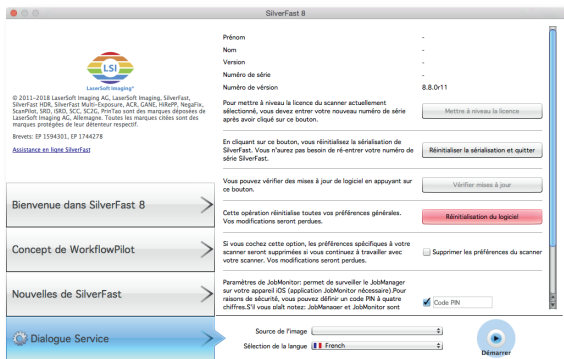 SilverFast 8
LSI
LaserSoft Imaging®
© 2011–2018 LaserSoft Imaging AG, LaserSoft Imaging, SilverFast,
SilverFast HDR, SilverFast Multi-Exposure, ACR, GANE, HiRePP, NegaFix,
ScanPilot, SRD, iSRD, SCC, SC2G, PrinTao sont des marques déposées de
LaserSoft Imaging AG, Allemagne. Toutes les marques citées sont des
marques protégées de leur détenteur respectif.
Brevets: EP 1594301, EP 1744278
Assistance en ligne SilverFast
Bienvenue dans SilverFast 8
Concept de WorkflowPilot
Nouvelles de SilverFast
Dialogue Service
Prénom -
Nom -
Version -
Numéro de série -
Numéro de version 8.8.0r11
Pour mettre à niveau la licence du scanner actuellement
sélectionné, vous devez entrer votre nouveau numéro de série
après avoir cliqué sur ce bouton.
Mettre à niveau la licence
En cliquant sur ce bouton, vous réinitialisez la sérialisation de
SilverFast. Vous n'aurez pas besoin de ré-entrer votre numéro de
série SilverFast.
Réinitialiser la sérialisation et quitter
Vous pouvez vérifier des mises à jour de logiciel en appuyant sur
ce bouton.
Vérifier mises à jour
Cette opération réinitialise toutes vos préférences générales.
Vos modifications seront perdues.
Réinitialisation du logiciel
Si vous cochez cette option, les préférences spécifiques à votre
scanner seront supprimées si vous continuez à travailler avec
votre scanner. Vos modifications seront perdues.
Supprimer les préférences du scanner
Paramètres de JobMonitor: permet de surveiller le JobManager
sur votre appareil iOS (application JobMonitor nécessaire).Pour
raisons de sécurité, vous pouvez définir un code PIN à quatre
chiffres.S'il vous plaît notez: JobManager et JobMonitor sont
Code PIN
Source de l'image
Sélection de la langue French
Démarrer